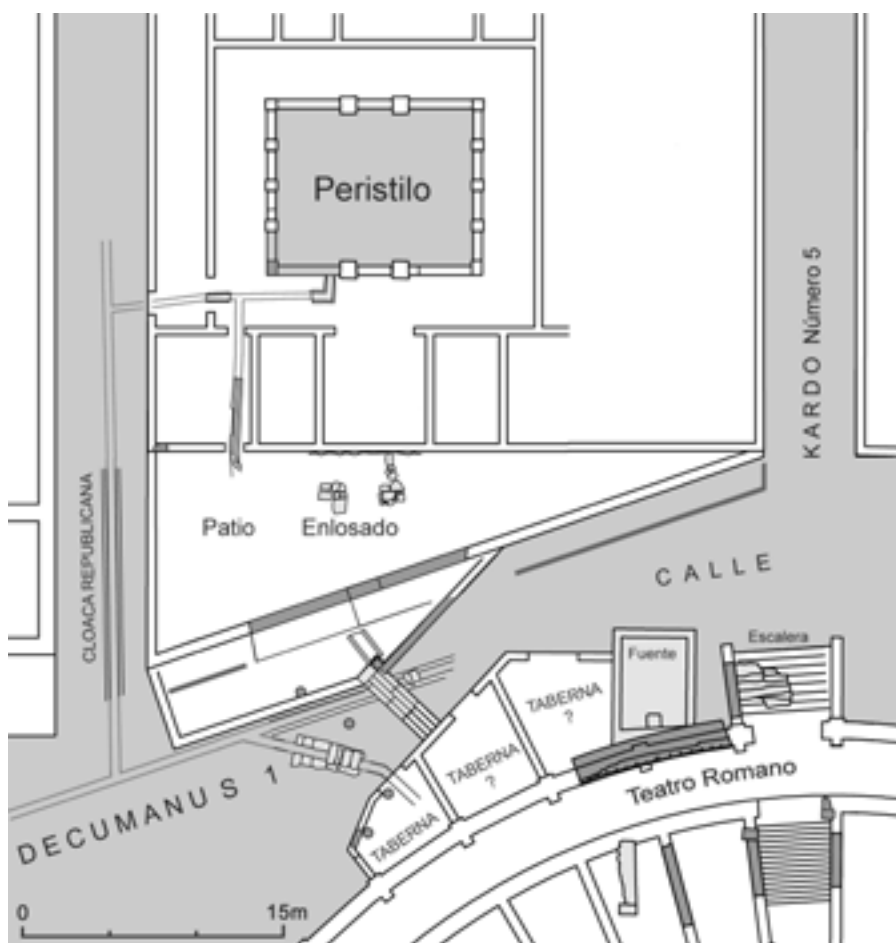 Peristilo
KARDO Número 5
CLOACA REPUBLICANA
Patio
Enlosado
CALLE
Escalera
Fuente
TABERNA
?
TABERNA
?
TABERNA
Teatro Romano
DECUMANUS 1
0
15m